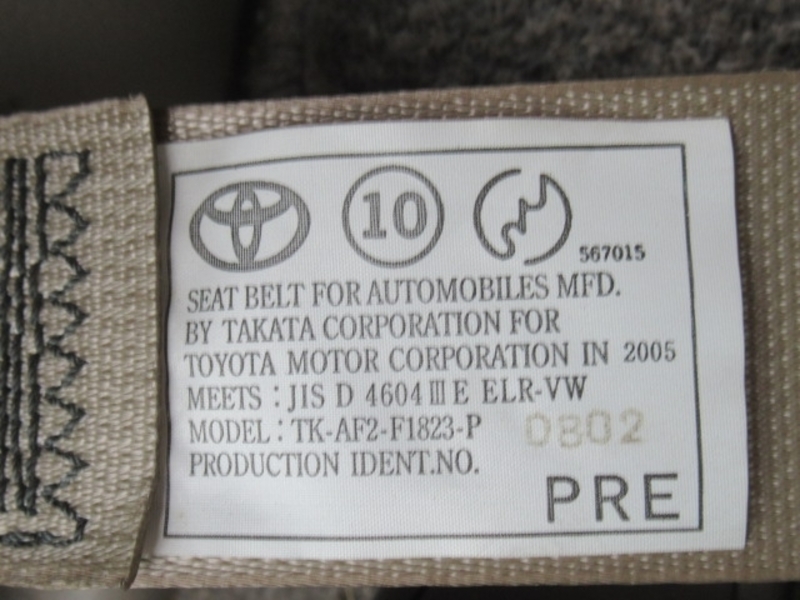 10
567015
SEAT BELT FOR AUTOMOBILES MFD.
BY TAKATA CORPORATION FOR
TOYOTA MOTOR CORPORATION IN 2005
MEETS : JIS D 4604 Ⅲ E ELR-VW
MODEL : TK-AF2-F1823-P
0802
PRODUCTION IDENT.NO.
PRE